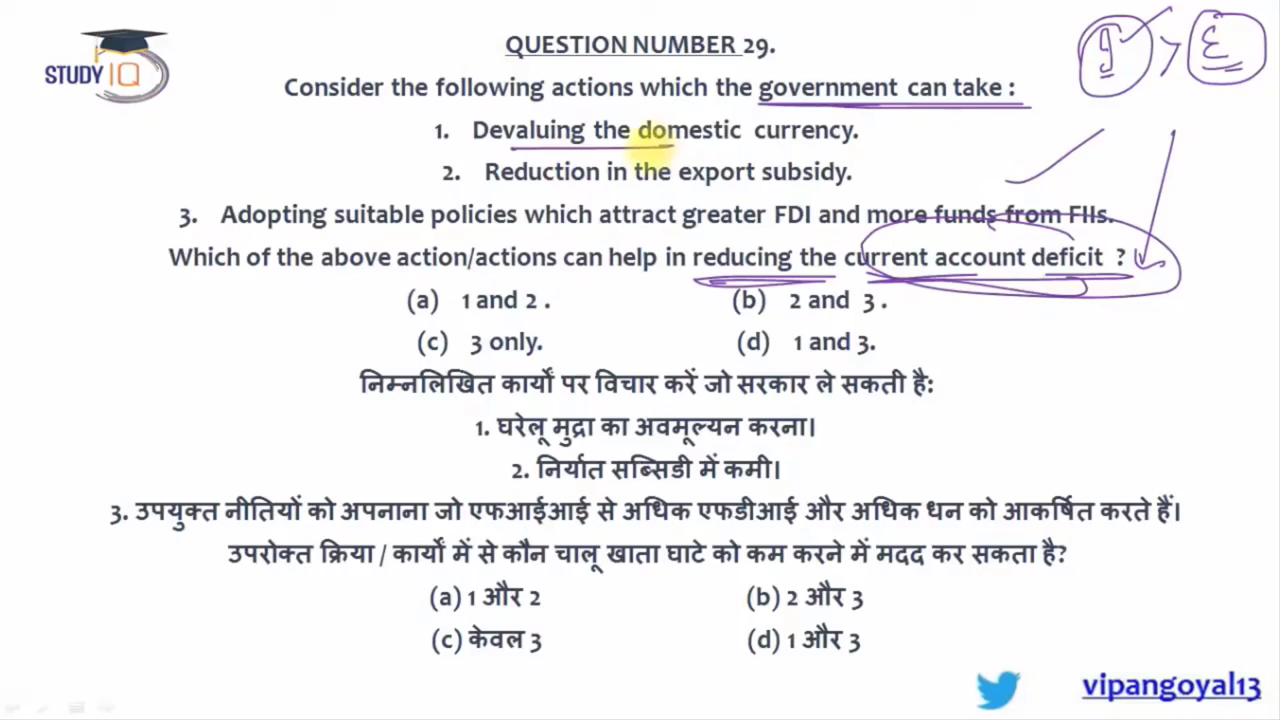 STUDY IQ
QUESTION NUMBER 29.
I > E
Consider the following actions which the government can take :
1. Devaluing the domestic currency.
2. Reduction in the export subsidy.
3. Adopting suitable policies which attract greater FDI and more funds from FIIs.
Which of the above action/actions can help in reducing the current account deficit ?
(a) 1 and 2 .
(b) 2 and 3 .
(c) 3 only.
(d) 1 and 3.
निम्नलिखित कार्यों पर विचार करें जो सरकार ले सकती है:
1. घरेलू मुद्रा का अवमूल्यन करना।
2. निर्यात सब्सिडी में कमी।
3. उपयुक्त नीतियों को अपनाना जो एफआईआई से अधिक एफडीआई और अधिक धन को आकर्षित करते हैं।
उपरोक्त क्रिया / कार्यों में से कौन चालू खाता घाटे को कम करने में मदद कर सकता है?
(a) 1 और 2
(b) 2 और 3
(c) केवल 3
(d) 1 और 3
vipangoyal13